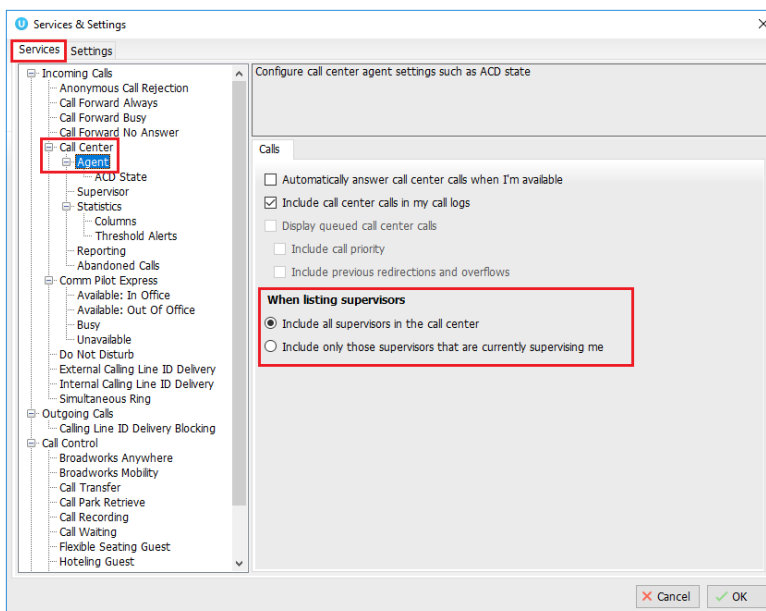 Services & Settings
Services Settings
Incoming Calls
Anonymous Call Rejection
Call Forward Always
Call Forward Busy
Call Forward No Answer
Call Center
Agent
ACD State
Supervisor
Statistics
Columns
Threshold Alerts
Reporting
Abandoned Calls
Comm Pilot Express
Available: In Office
Available: Out Of Office
Busy
Unavailable
Do Not Disturb
External Calling Line ID Delivery
Internal Calling Line ID Delivery
Simultaneous Ring
Outgoing Calls
Calling Line ID Delivery Blocking
Call Control
Broadworks Anywhere
Broadworks Mobility
Call Transfer
Call Park Retrieve
Call Recording
Call Waiting
Flexible Seating Guest
Hoteling Guest
Configure call center agent settings such as ACD state
Calls
Automatically answer call center calls when I'm available
Include call center calls in my call logs
Display queued call center calls
Include call priority
Include previous redirections and overflows
When listing supervisors
Include all supervisors in the call center
Include only those supervisors that are currently supervising me
Cancel OK